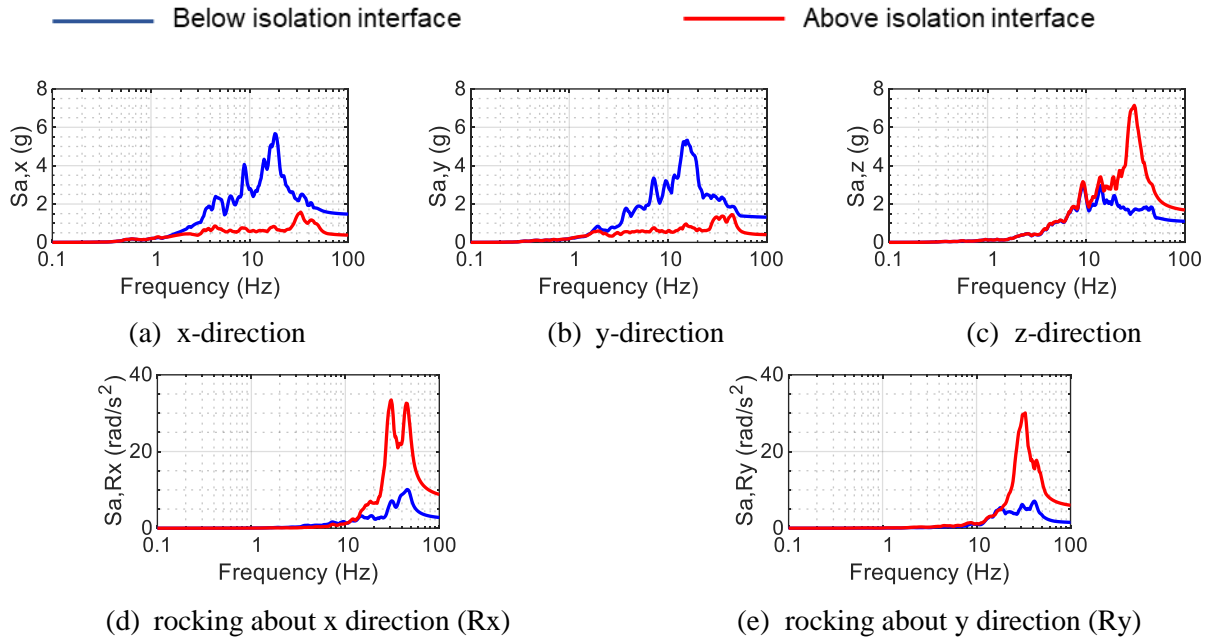 Below isolation interface
Above isolation interface
8
6
4
2
0
0.1
1
10
100
Sa,x (g)
Frequency (Hz)
(a) x-direction
8
6
4
2
0
0.1
1
10
100
Sa,y (g)
Frequency (Hz)
(b) y-direction
8
6
4
2
0
0.1
1
10
100
Sa,z (g)
Frequency (Hz)
(c) z-direction
40
20
0
0.1
1
10
100
Sa,Rx (rad/s²)
Frequency (Hz)
(d) rocking about x direction (Rx)
40
20
0
0.1
1
10
100
Sa,Ry (rad/s²)
Frequency (Hz)
(e) rocking about y direction (Ry)